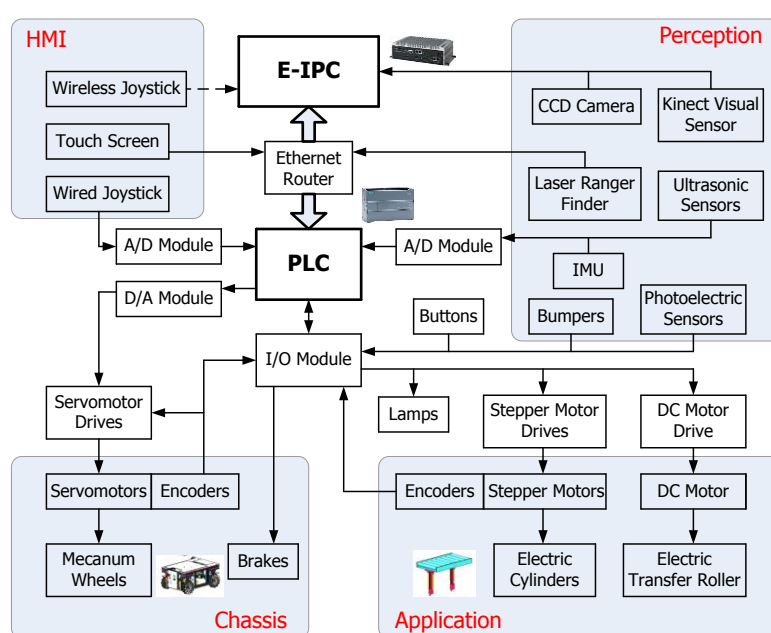 HMI
Perception
E-IPC
Wireless Joystick
CCD Camera
Kinect Visual
Sensor
Touch Screen
Ethernet
Router
Laser Ranger
Finder
Ultrasonic
Sensors
Wired Joystick
A/D Module
PLC
A/D Module
IMU
D/A Module
Buttons
Bumpers
Photoelectric
Sensors
I/O Module
Servomotor
Drives
Lamps
Stepper Motor
Drives
DC Motor
Drive
Servomotors
Encoders
Encoders
Stepper Motors
DC Motor
Mecanum
Wheels
Brakes
Electric
Cylinders
Electric
Transfer Roller
Chassis
Application